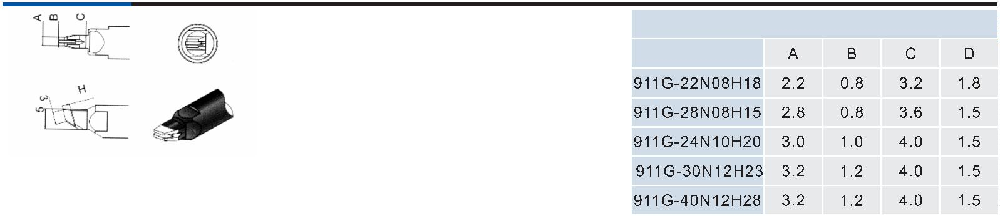 A B C
H
3
5
A B C D
911G-22N08H18 2.2 0.8 3.2 1.8
911G-28N08H15 2.8 0.8 3.6 1.5
911G-24N10H20 3.0 1.0 4.0 1.5
911G-30N12H23 3.2 1.2 4.0 1.5
911G-40N12H28 3.2 1.2 4.0 1.5